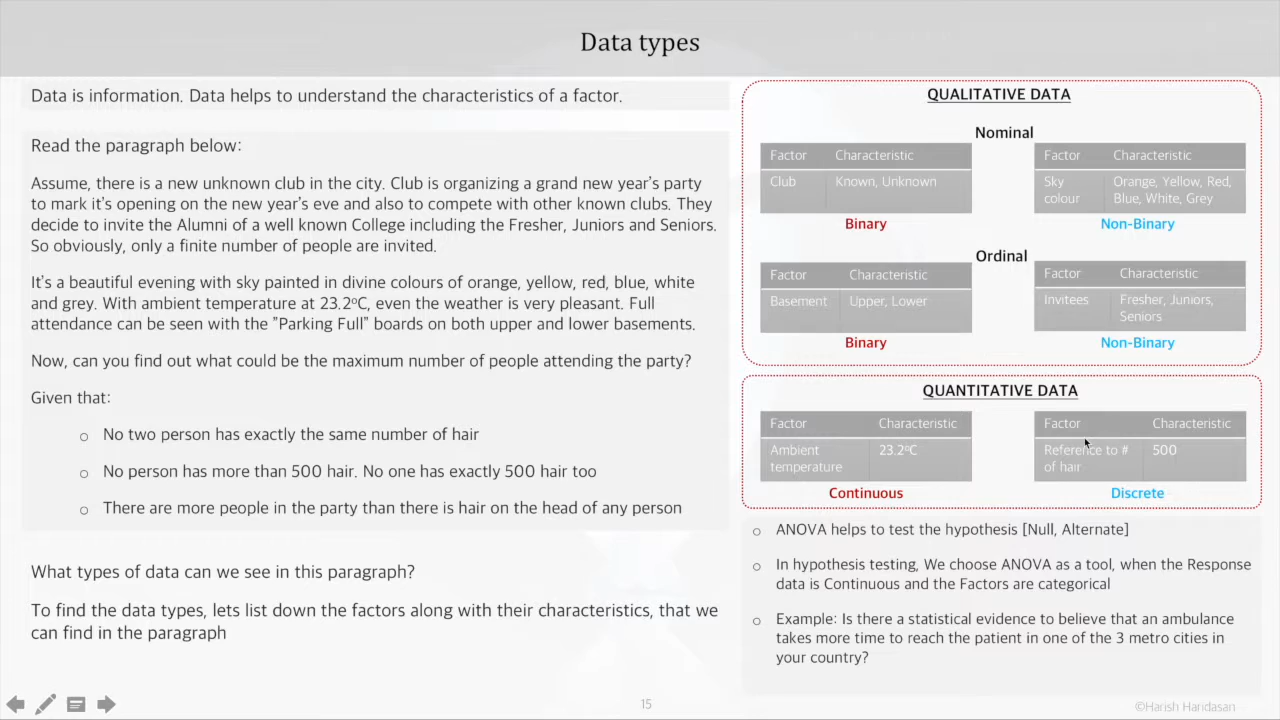 Data types
Data is information. Data helps to understand the characteristics of a factor.
Read the paragraph below:
Assume, there is a new unknown club in the city. Club is organizing a grand new year's party
to mark it's opening on the new year's eve and also to compete with other known clubs. They
decide to invite the Alumni of a well known College including the Fresher, Juniors and Seniors.
So obviously, only a finite number of people are invited.
It's a beautiful evening with sky painted in divine colours of orange, yellow, red, blue, white
and grey. With ambient temperature at 23.2ºC, even the weather is very pleasant. Full
attendance can be seen with the "Parking Full" boards on both upper and lower basements.
Now, can you find out what could be the maximum number of people attending the party?
Given that:
o No two person has exactly the same number of hair
o No person has more than 500 hair. No one has exactly 500 hair too
o There are more people in the party than there is hair on the head of any person
What types of data can we see in this paragraph?
To find the data types, lets list down the factors along with their characteristics, that we
can find in the paragraph
QUALITATIVE DATA
Nominal
Factor Characteristic
Club Known, Unknown
Binary
Factor Characteristic
Sky Orange, Yellow, Red,
colour Blue, White, Grey
Non-Binary
Ordinal
Factor Characteristic
Basement Upper, Lower
Binary
Factor Characteristic
Invitees Fresher, Juniors,
Seniors
Non-Binary
QUANTITATIVE DATA
Factor Characteristic
Ambient 23.2ºC
temperature
Continuous
Factor Characteristic
Reference to # 500
of hair
Discrete
o ANOVA helps to test the hypothesis [Null, Alternate]
o In hypothesis testing, We choose ANOVA as a tool, when the Response
data is Continuous and the Factors are categorical
o Example: Is there a statistical evidence to believe that an ambulance
takes more time to reach the patient in one of the 3 metro cities in
your country?
15
©Harish Haridasan